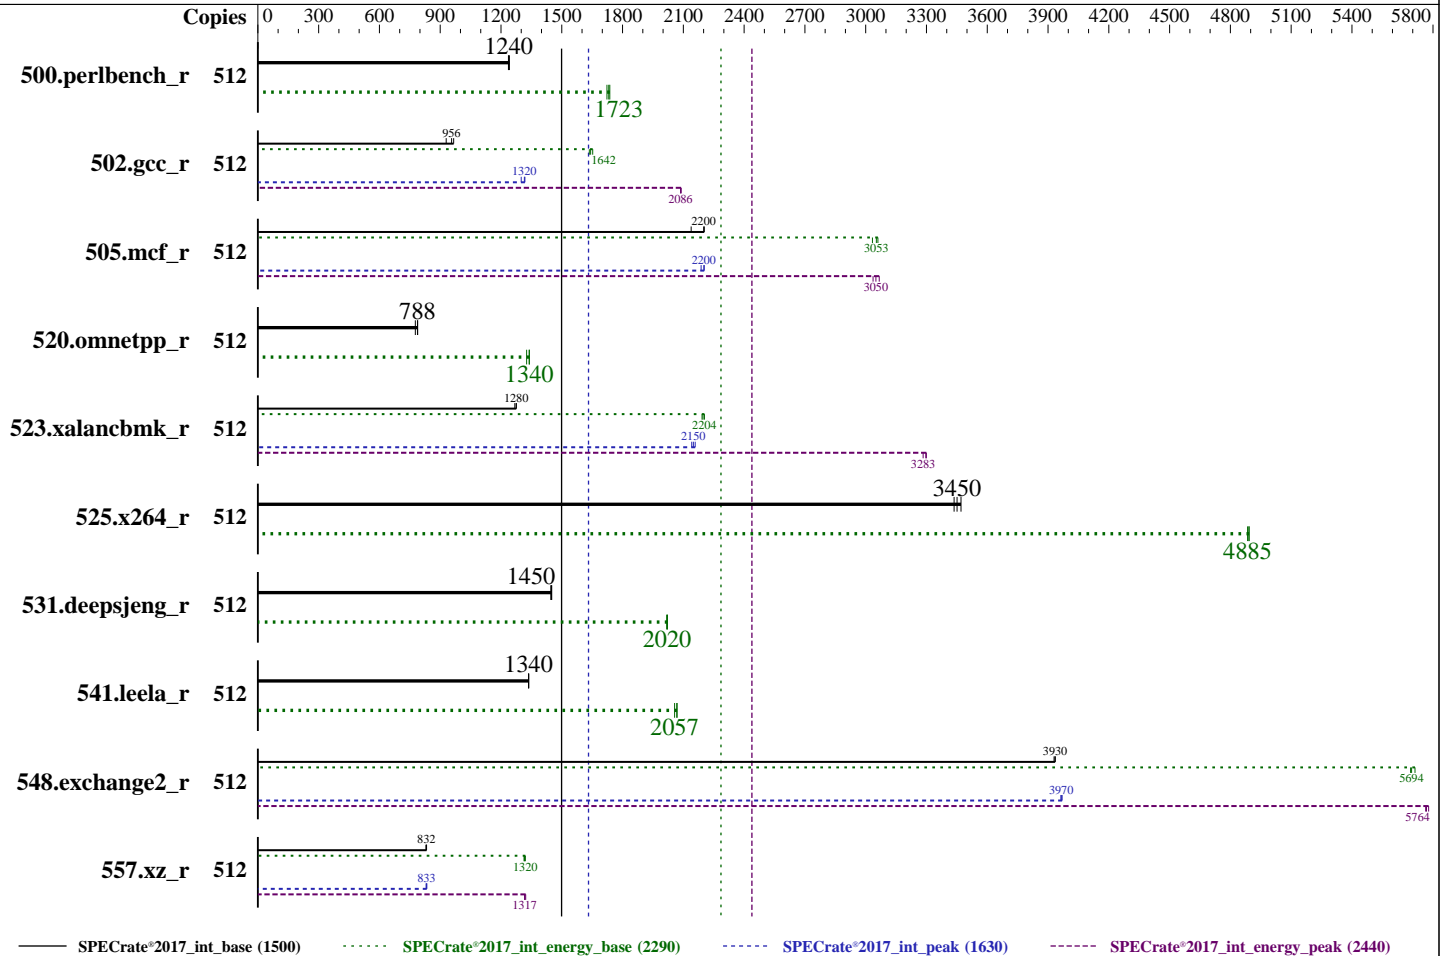 Copies 0 300 600 900 1200 1500 1800 2100 2400 2700 3000 3300 3600 3900 4200 4500 4800 5100 5400 5800
500.perlbench_r 512
1240
1723
502.gcc_r 512
956
1642
1320
2086
505.mcf_r 512
2200
3053
2200
3050
520.omnetpp_r 512
788
1340
523.xalancbmk_r 512
1280
2204
2150
3283
525.x264_r 512
3450
4885
531.deepsjeng_r 512
1450
2020
541.leela_r 512
1340
2057
548.exchange2_r 512
3930
5694
3970
5764
557.xz_r 512
832
1320
833
1317
SPECrate®2017_int_base (1500) SPECrate®2017_int_energy_base (2290) SPECrate®2017_int_peak (1630) SPECrate®2017_int_energy_peak (2440)